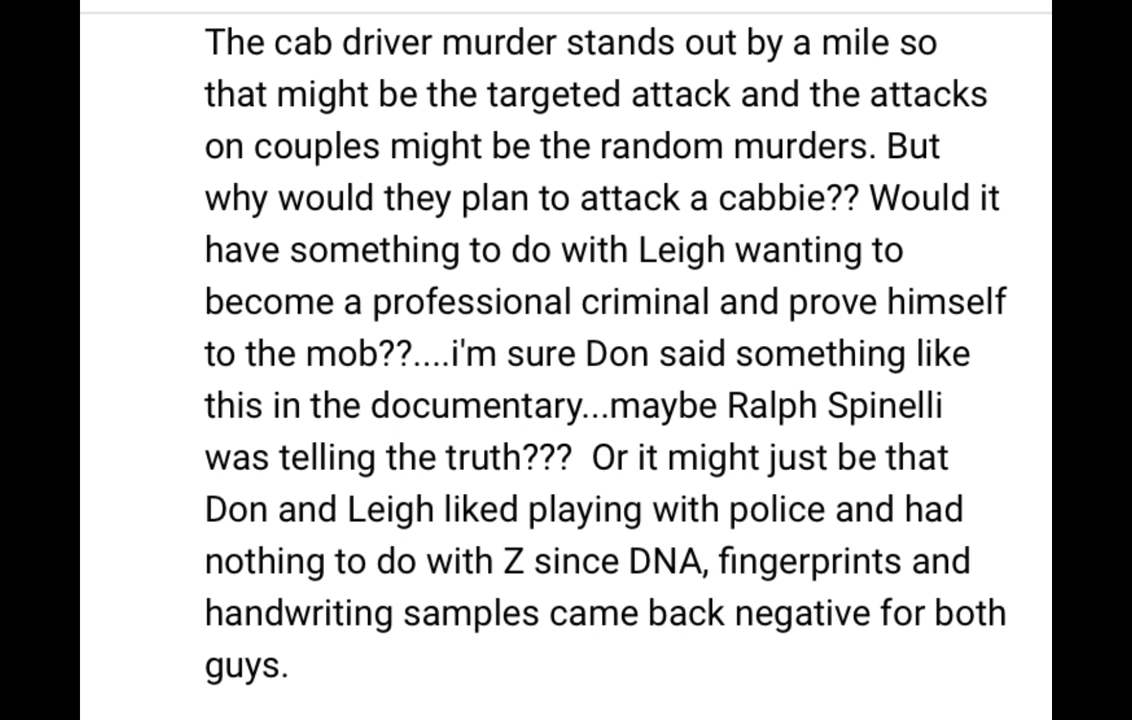 The cab driver murder stands out by a mile so
that might be the targeted attack and the attacks
on couples might be the random murders. But
why would they plan to attack a cabbie?? Would it
have something to do with Leigh wanting to
become a professional criminal and prove himself
to the mob??....i'm sure Don said something like
this in the documentary...maybe Ralph Spinelli
was telling the truth???  Or it might just be that
Don and Leigh liked playing with police and had
nothing to do with Z since DNA, fingerprints and
handwriting samples came back negative for both
guys.